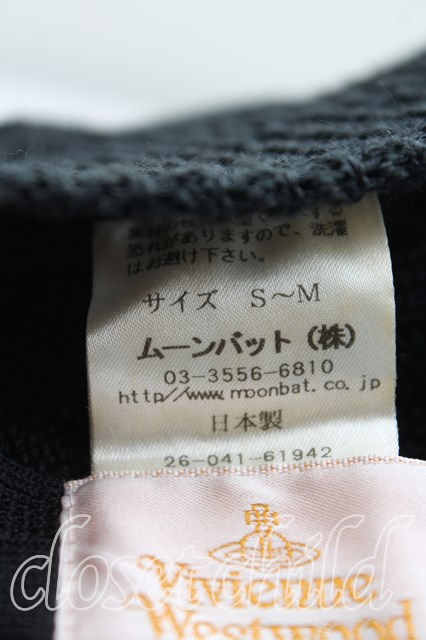 恐れがありますので、洗濯
はお避け下さい。
サイズ S～M
ムーンバット（株）
03-3556-6810
http//www.moonbat.co.jp
日本製
26-041-61942
Vivienne
Westwood
closetchild